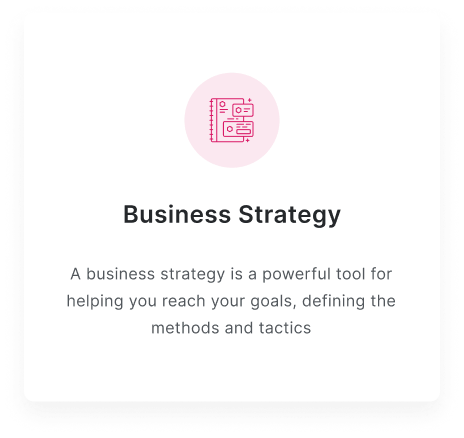 Business Strategy
A business strategy is a powerful tool for
helping you reach your goals, defining the
methods and tactics